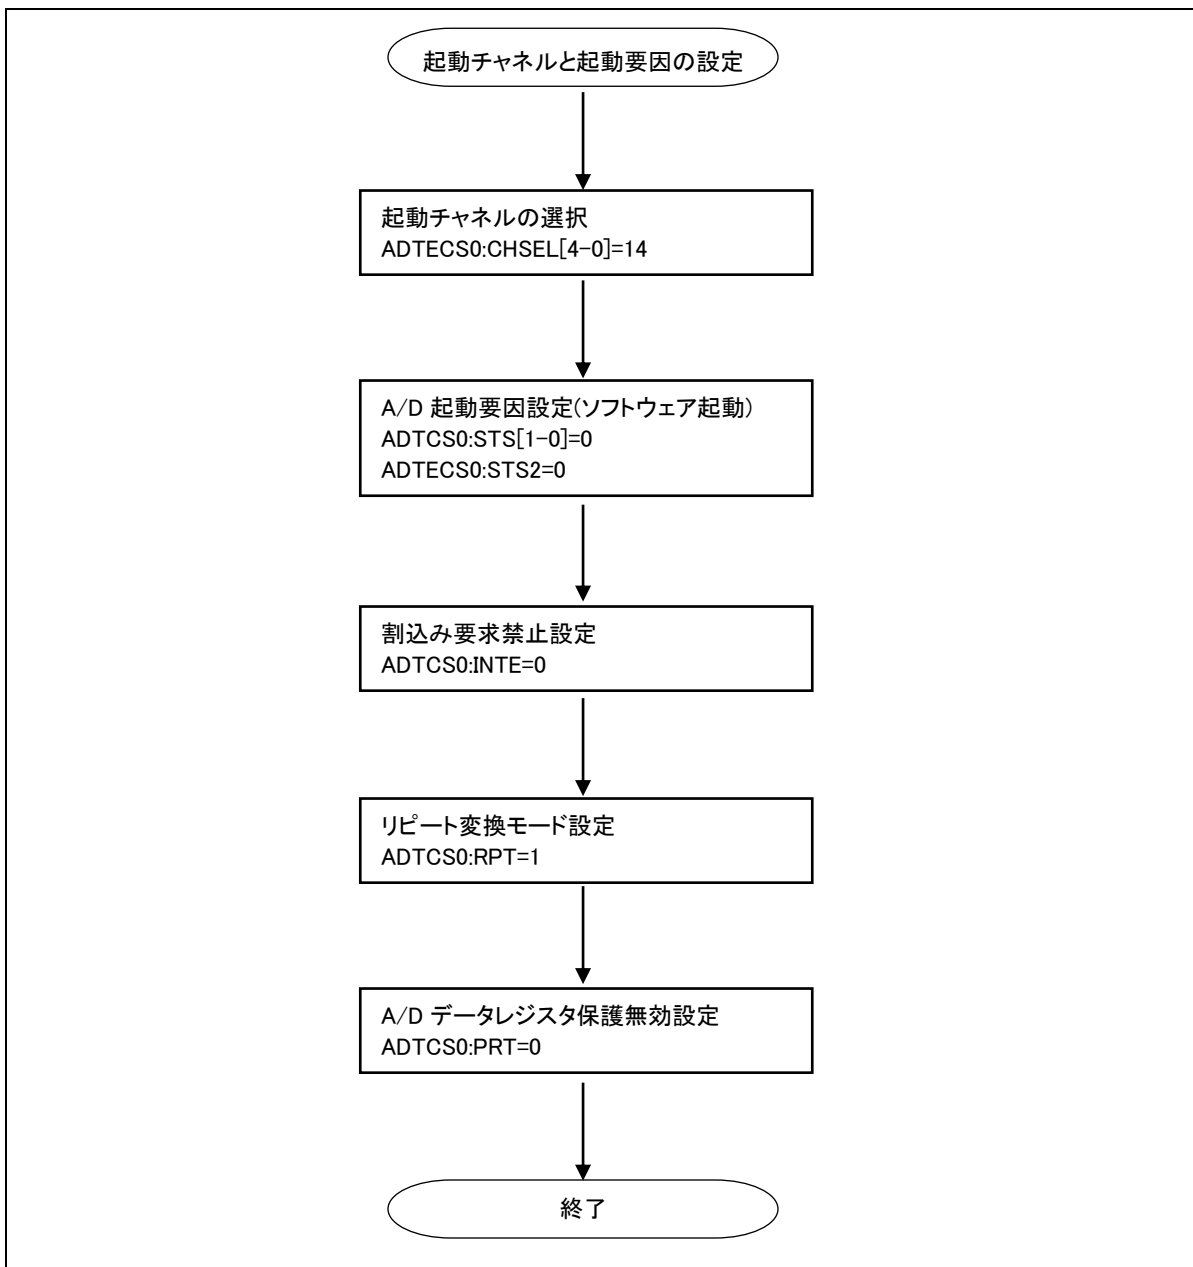 起動チャネルと起動要因の設定
起動チャネルの選択
ADTECS0:CHSEL[4-0]=14
A/D 起動要因設定(ソフトウェア起動)
ADTCS0:STS[1-0]=0
ADTECS0:STS2=0
割込み要求禁止設定
ADTCS0:INTE=0
リピート変換モード設定
ADTCS0:RPT=1
A/D データレジスタ保護無効設定
ADTCS0:PRT=0
終了